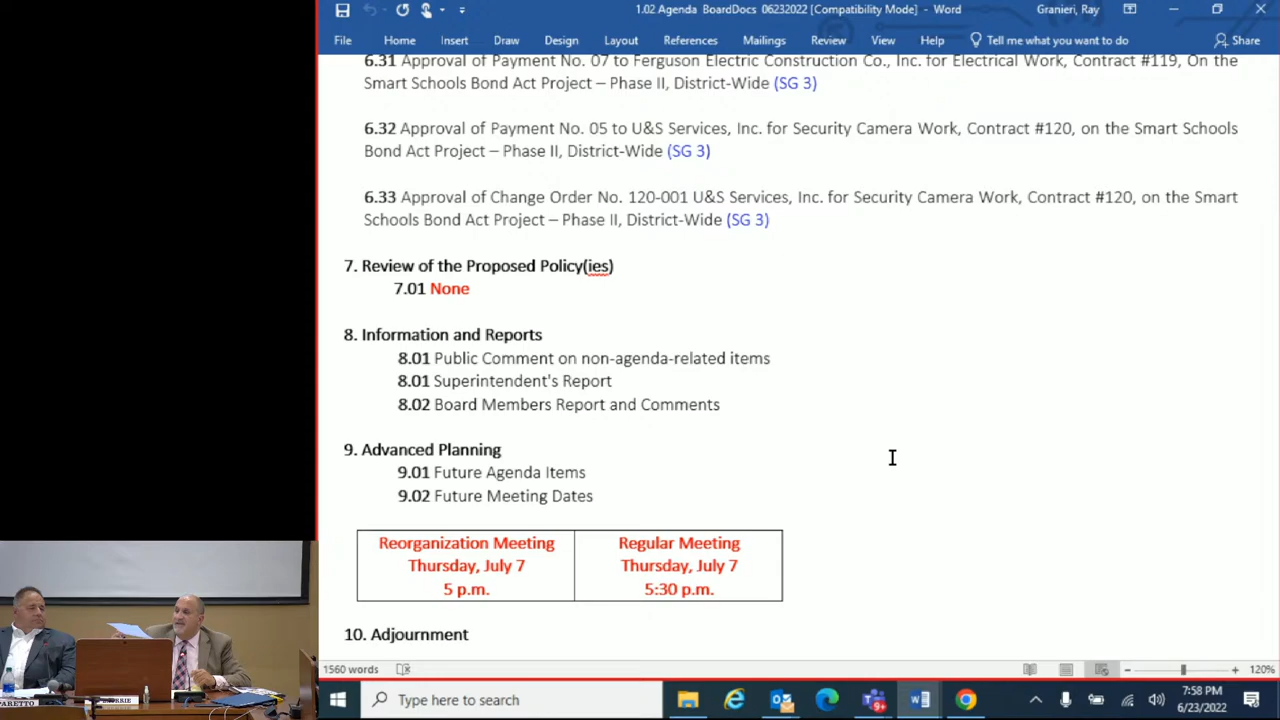 1.02 Agenda BoardDocs 06232022 [Compatibility Mode] - Word
Granieri, Ray
File Home Insert Draw Design Layout References Mailings Review View Help Tell me what you want to do Share
6.31 Approval of Payment No. 07 to Ferguson Electric Construction Co., Inc. for Electrical Work, Contract #119, On the
Smart Schools Bond Act Project – Phase II, District-Wide (SG 3)
6.32 Approval of Payment No. 05 to U&S Services, Inc. for Security Camera Work, Contract #120, on the Smart Schools
Bond Act Project – Phase II, District-Wide (SG 3)
6.33 Approval of Change Order No. 120-001 U&S Services, Inc. for Security Camera Work, Contract #120, on the Smart
Schools Bond Act Project – Phase II, District-Wide (SG 3)
7. Review of the Proposed Policy(ies)
7.01 None
8. Information and Reports
8.01 Public Comment on non-agenda-related items
8.01 Superintendent's Report
8.02 Board Members Report and Comments
9. Advanced Planning
9.01 Future Agenda Items
9.02 Future Meeting Dates
Reorganization Meeting
Thursday, July 7
5 p.m.
Regular Meeting
Thursday, July 7
5:30 p.m.
10. Adjournment
1560 words
120%
Type here to search
7:58 PM
6/23/2022